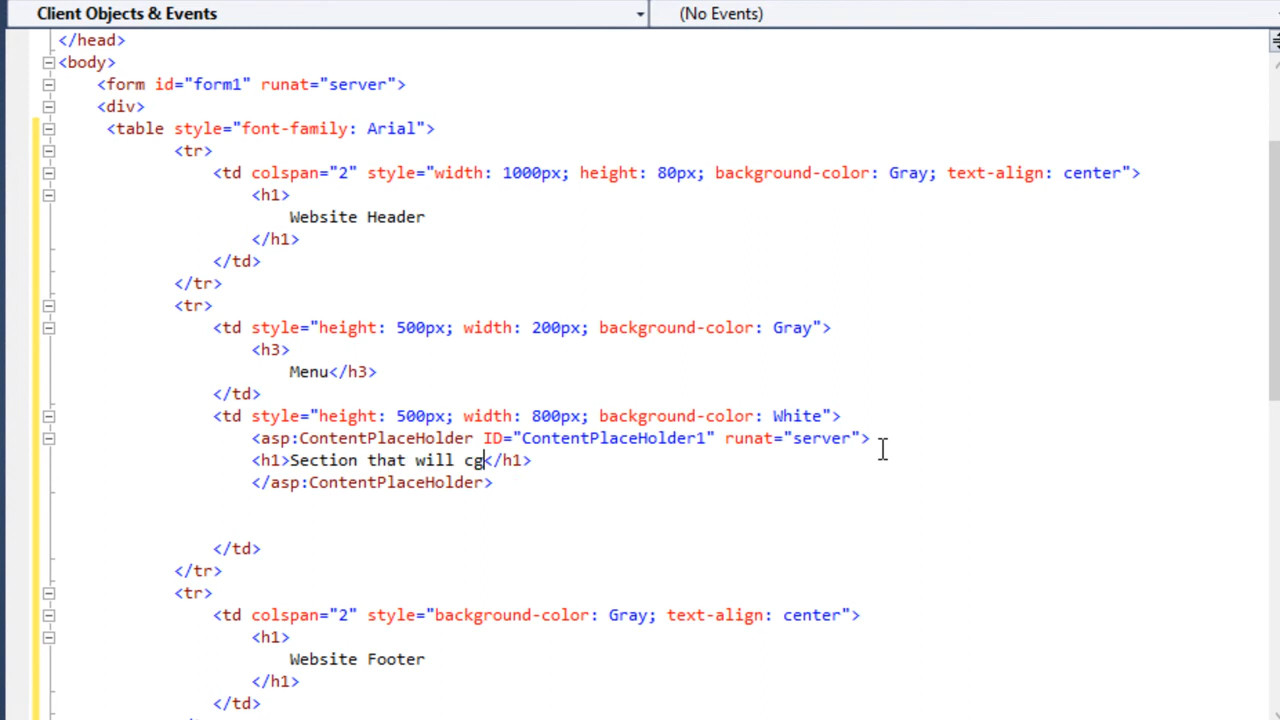 Client Objects & Events (No Events)
</head>
<body>
<form id="form1" runat="server">
<div>
<table style="font-family: Arial">
<tr>
<td colspan="2" style="width: 1000px; height: 80px; background-color: Gray; text-align: center">
<h1>
Website Header
</h1>
</td>
</tr>
<tr>
<td style="height: 500px; width: 200px; background-color: Gray">
<h3>
Menu</h3>
</td>
<td style="height: 500px; width: 800px; background-color: White">
<asp:ContentPlaceHolder ID="ContentPlaceHolder1" runat="server">
<h1>Section that will cg</h1>
</asp:ContentPlaceHolder>
</td>
</tr>
<tr>
<td colspan="2" style="background-color: Gray; text-align: center">
<h1>
Website Footer
</h1>
</td>